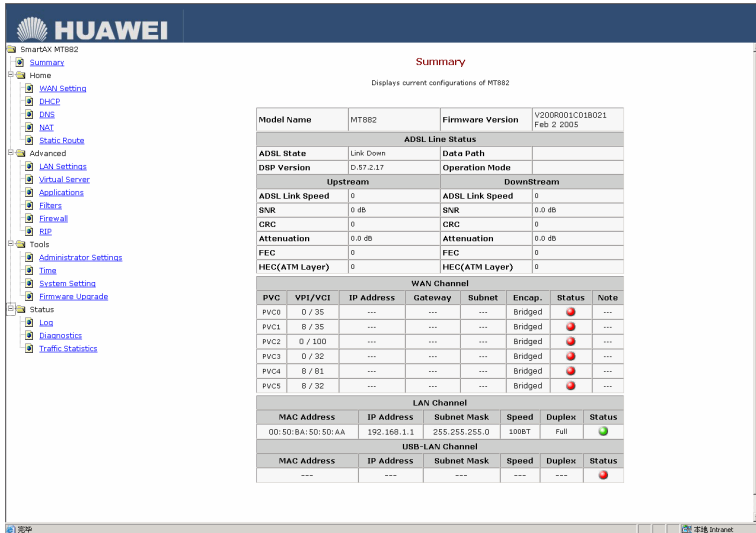 HUAWEI
SmartAX MT882
Summary
Home
WAN Setting
DHCP
DNS
NAT
Static Route
Advanced
LAN Settings
Virtual Server
Applications
Filters
Firewall
RIP
Tools
Administrator Settings
Time
System Setting
Firmware Upgrade
Status
Log
Diagnostics
Traffic Statistics
Summary
Displays current configurations of MT882
Model Name MT882 Firmware Version V200R001C01B021 Feb 2 2005
ADSL Line Status
ADSL State Link Down Data Path
DSP Version D.57.2.17 Operation Mode
Upstream DownStream
ADSL Link Speed 0 ADSL Link Speed 0
SNR 0 dB SNR 0.0 dB
CRC 0 CRC 0
Attenuation 0.0 dB Attenuation 0.0 dB
FEC 0 FEC 0
HEC(ATM Layer) 0 HEC(ATM Layer) 0
WAN Channel
PVC VPI/VCI IP Address Gateway Subnet Encap. Status Note
PVC0 0 / 35 --- --- --- Bridged ---
PVC1 8 / 35 --- --- --- Bridged ---
PVC2 0 / 100 --- --- --- Bridged ---
PVC3 0 / 32 --- --- --- Bridged ---
PVC4 8 / 81 --- --- --- Bridged ---
PVC5 8 / 32 --- --- --- Bridged ---
LAN Channel
MAC Address IP Address Subnet Mask Speed Duplex Status
00:50:BA:50:50:AA 192.168.1.1 255.255.255.0 100BT Full
USB-LAN Channel
MAC Address IP Address Subnet Mask Speed Duplex Status
--- --- --- --- ---
完毕 本地 Intranet